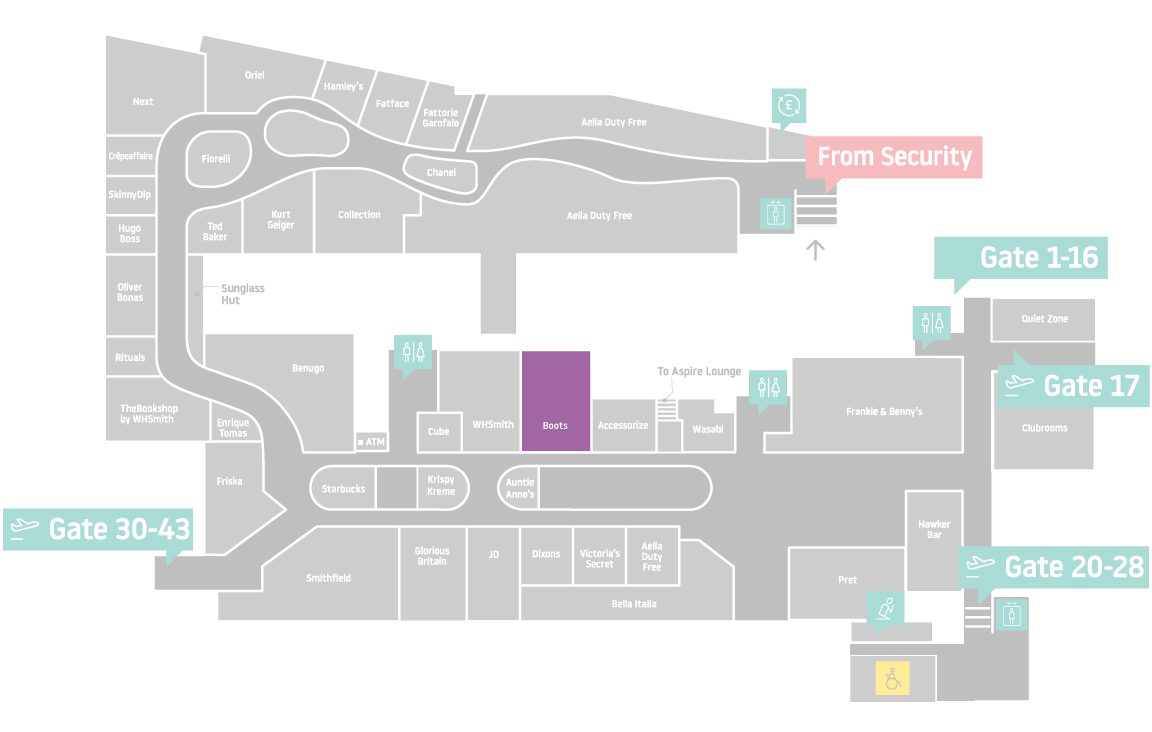 Oriel
Hamley's
Next
Fatface
Fattorie
Garofalo
Aelia Duty Free
£
From Security
Crêpeaffaire
Fiorelli
Chanel
SkinnyDip
Hugo
Boss
Ted
Baker
Kurt
Geiger
Collection
Aelia Duty Free
Gate 1-16
Oliver
Bonas
Sunglass
Hut
Quiet Zone
Rituals
Benugo
To Aspire Lounge
Gate 17
TheBookshop
by WHSmith
Enrique
Tomas
ATM
Cube
WHSmith
Boots
Accessorize
Wasabi
Frankie & Benny's
Clubrooms
Friska
Starbucks
Krispy
Kreme
Auntie
Anne's
Gate 30-43
Hawker
Bar
Smithfield
Glorious
Britain
JD
Dixons
Victoria's
Secret
Aelia
Duty
Free
Gate 20-28
Pret
Bella Italia